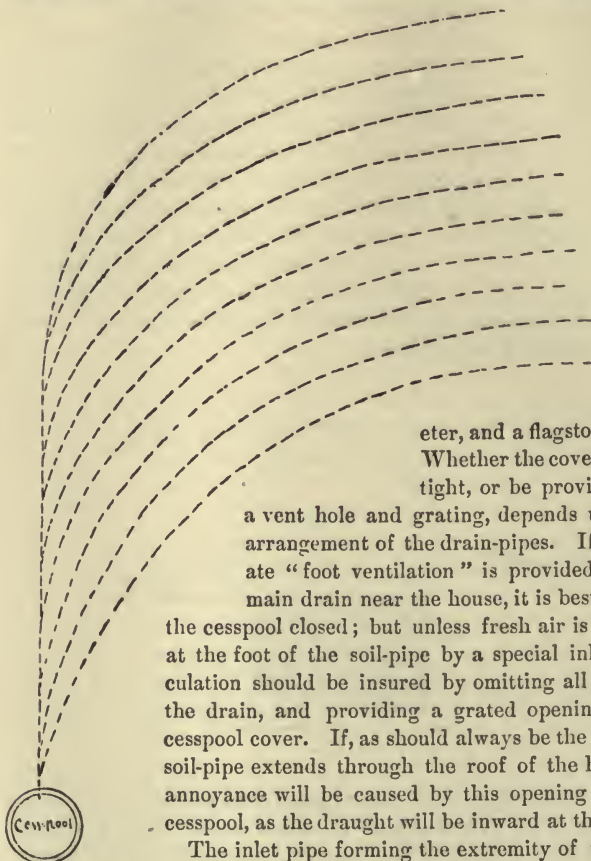 eter, and a flagsto
Whether the cove
tight, or be provi
a vent hole and grating, depends u
arrangement of the drain-pipes. If
ate “foot ventilation” is provided
main drain near the house, it is best
the cesspool closed; but unless fresh air is
at the foot of the soil-pipe by a special inl
culation should be insured by omitting all
the drain, and providing a grated openin
cesspool cover. If, as should always be the
soil-pipe extends through the roof of the h
annoyance will be caused by this opening
cesspool, as the draught will be inward at th
The inlet pipe forming the extremity of
Cess-Pool